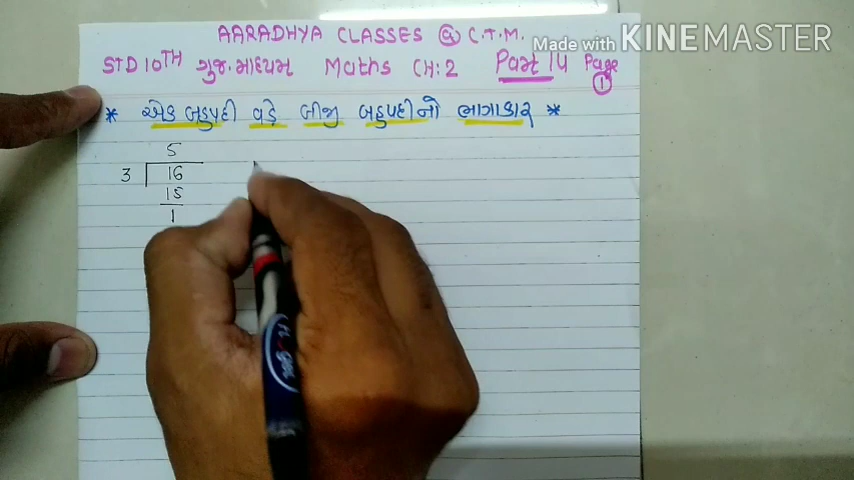 AARADHYA CLASSES @ C.T.M.
Made with KINEMASTER
STD 10TH ગુજ.માધ્યમ Maths CH:2 Part 14 Page 1
* એક બહુપદી વડે બીજી બહુપદીનો ભાગાકાર *
5
3 16
15
1